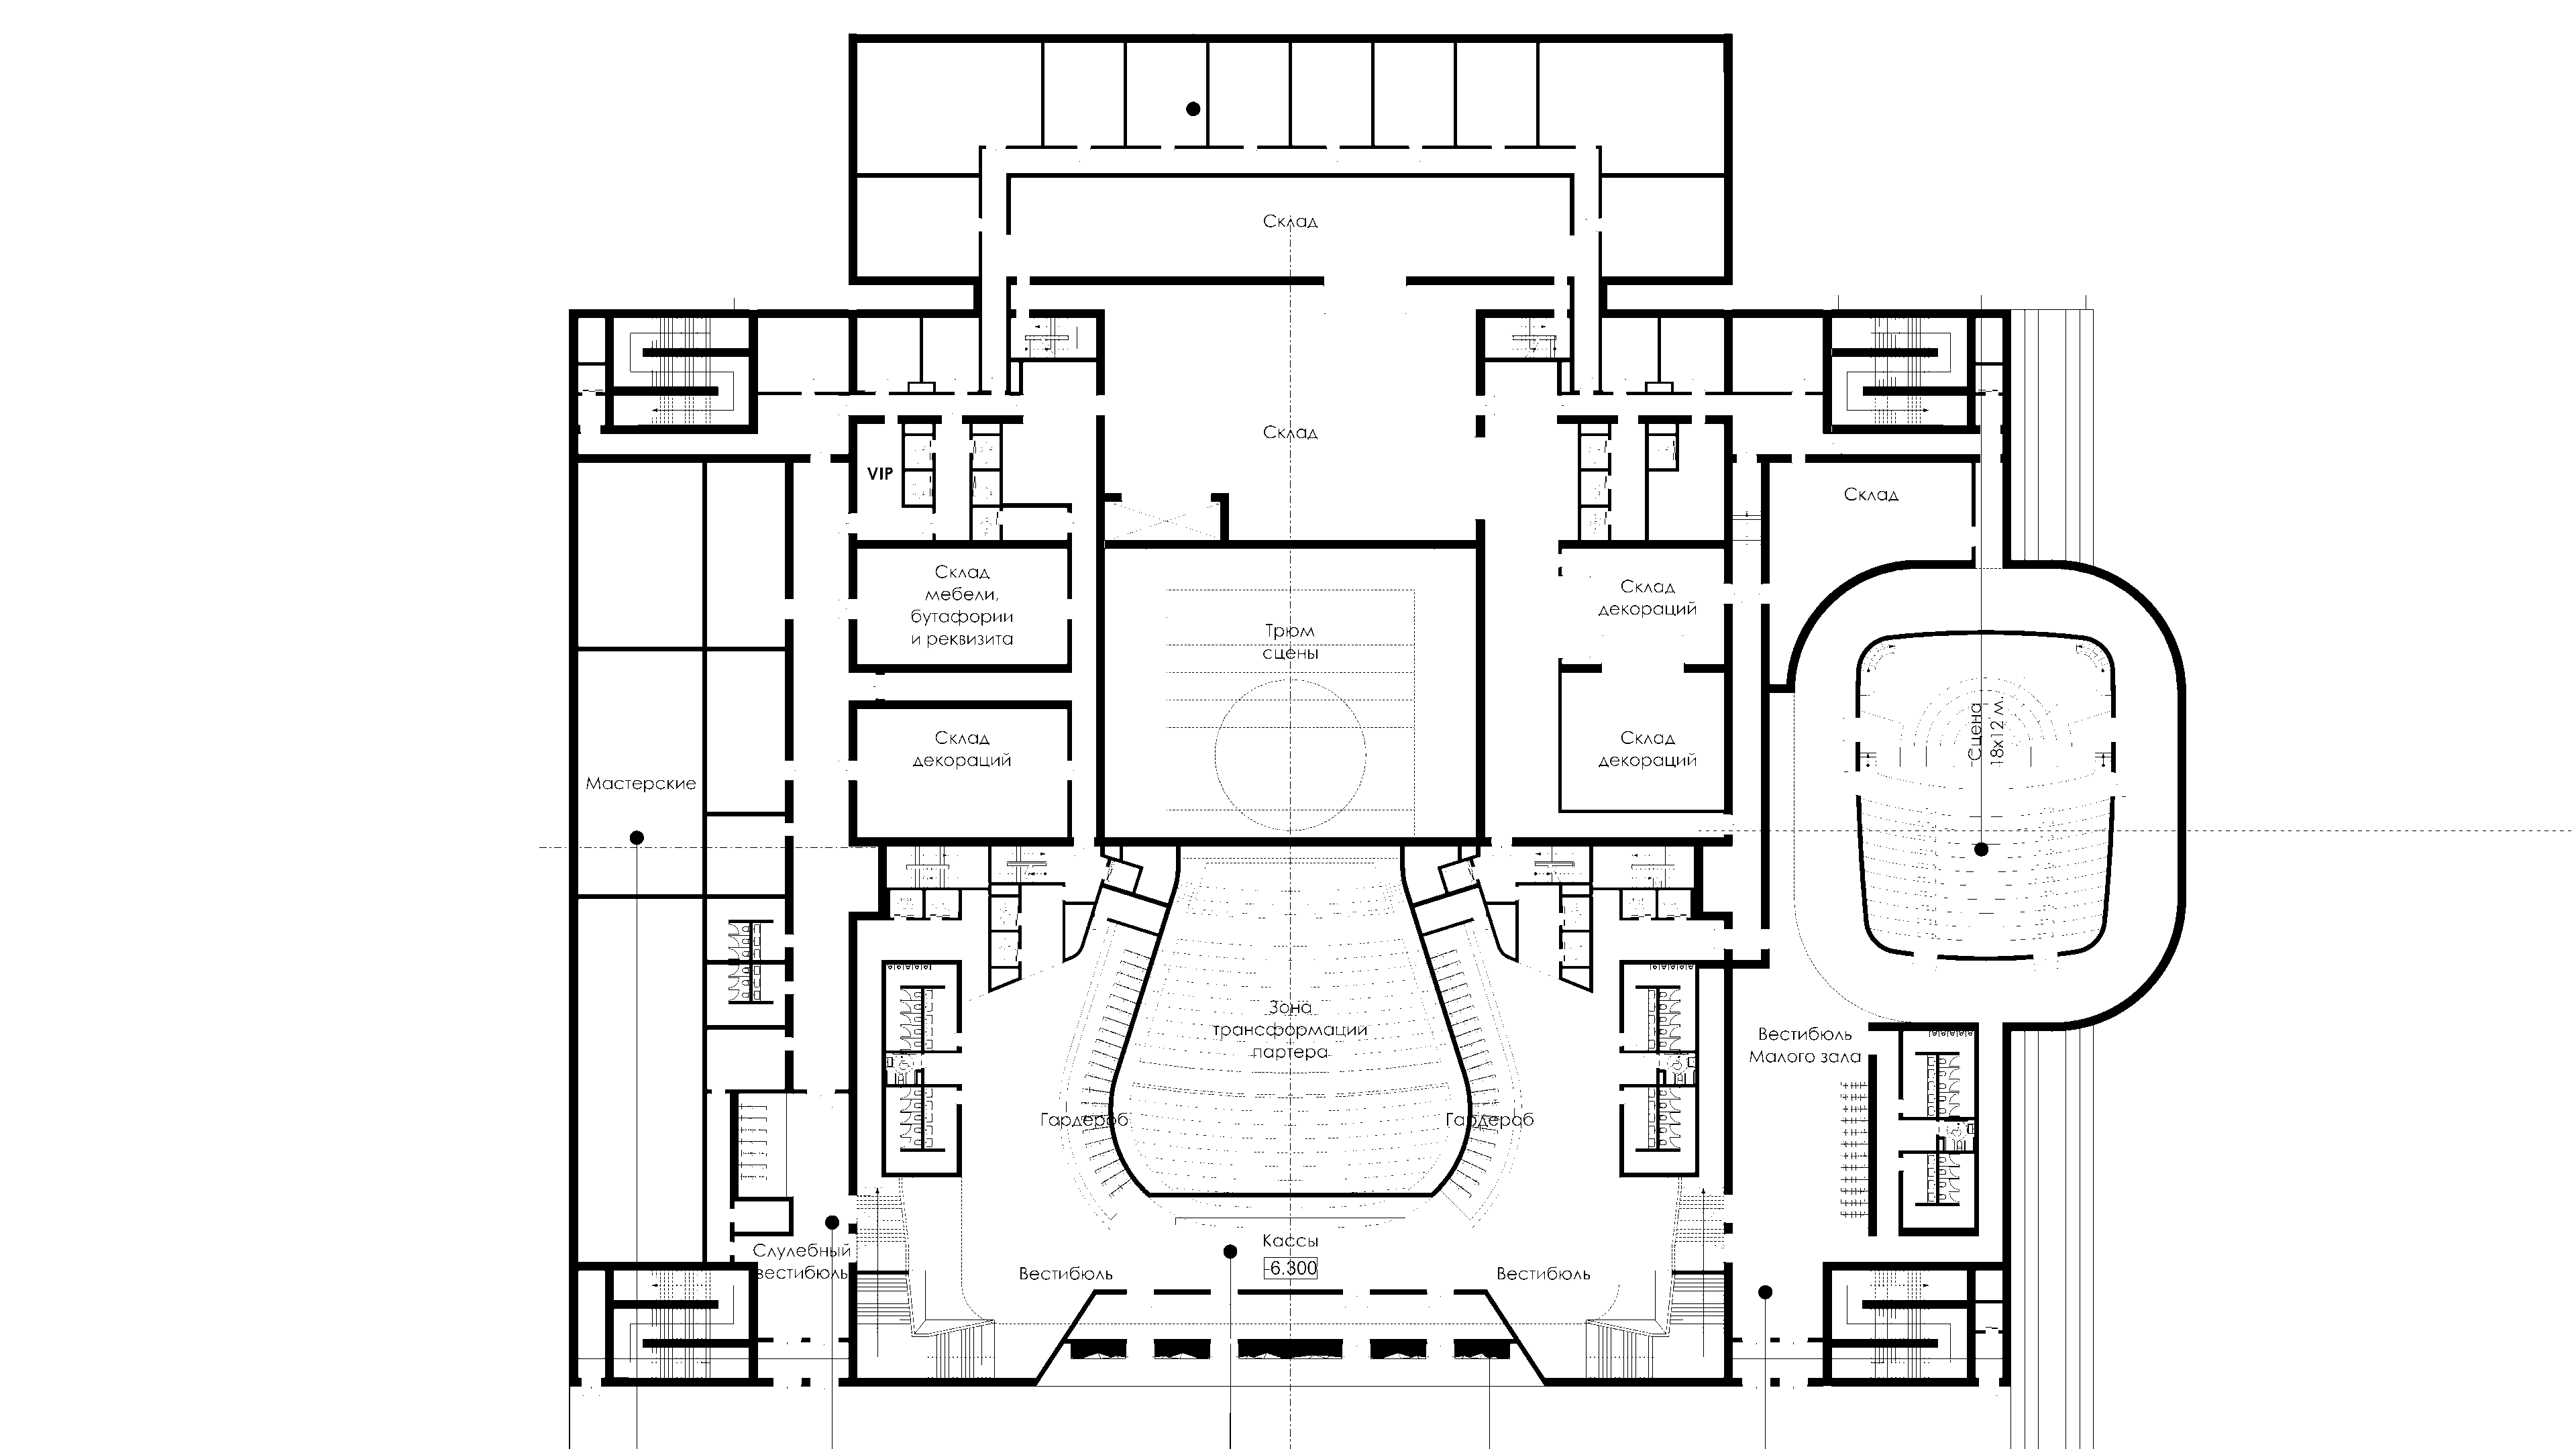 Склад
Склад
VIP
Склад
Склад
мебели,
бутафории
и реквизита
Склад
декораций
Трюм
сцены
Склад
декораций
Склад
декораций
Мастерские
Сцена
18х12 м.
Зона
трансформации
партера
Вестибюль
Малого зала
Гардероб
Гардероб
Кассы
-6.300
Слулебный
вестибюль
Вестибюль
Вестибюль